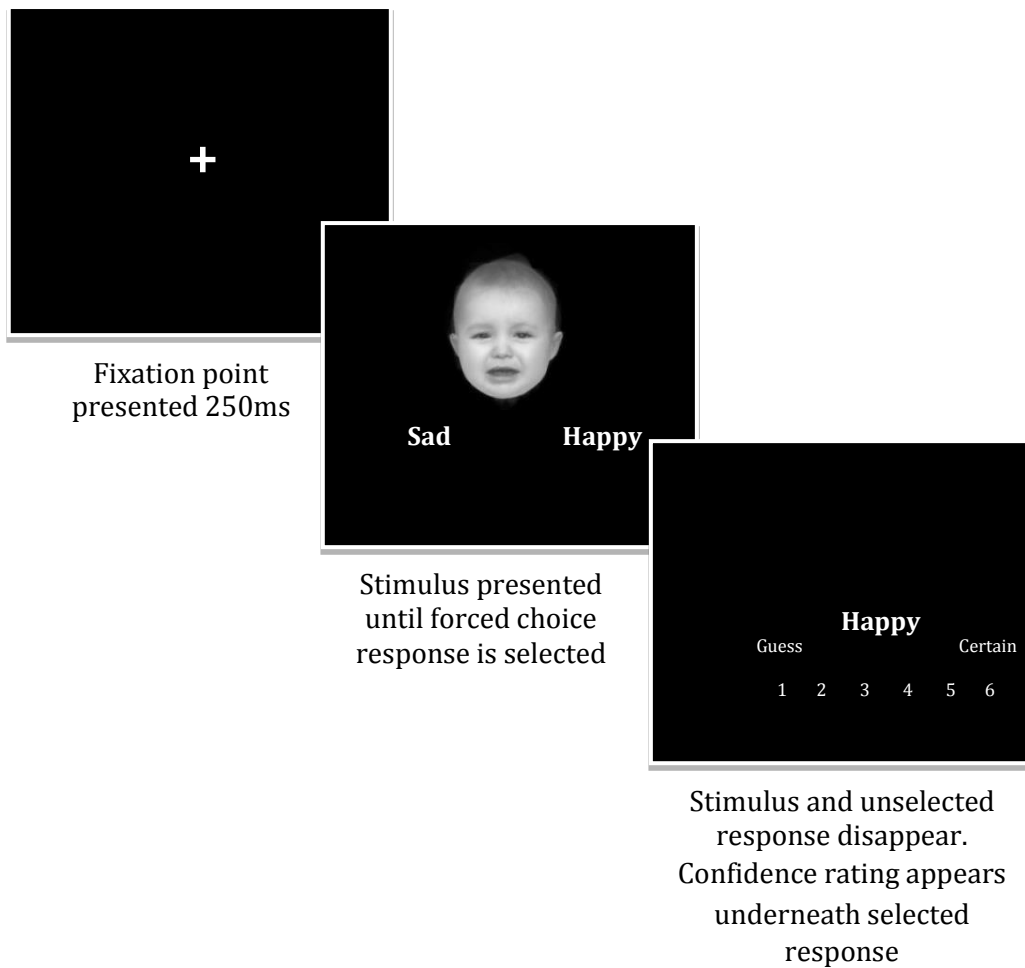 +
Fixation point
presented 250ms
Sad Happy
Stimulus presented
until forced choice
response is selected
Happy
Guess Certain
1 2 3 4 5 6
Stimulus and unselected
response disappear.
Confidence rating appears
underneath selected
response